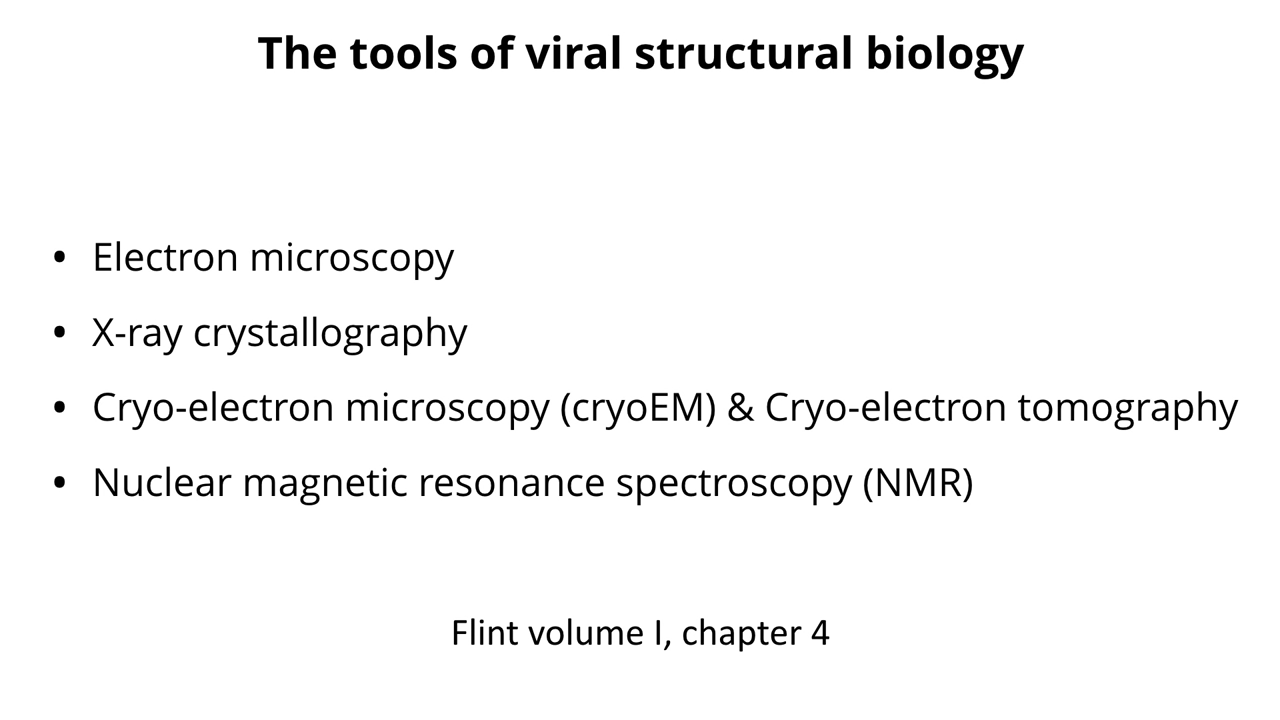 The tools of viral structural biology
• Electron microscopy
• X-ray crystallography
• Cryo-electron microscopy (cryoEM) & Cryo-electron tomography
• Nuclear magnetic resonance spectroscopy (NMR)
Flint volume I, chapter 4